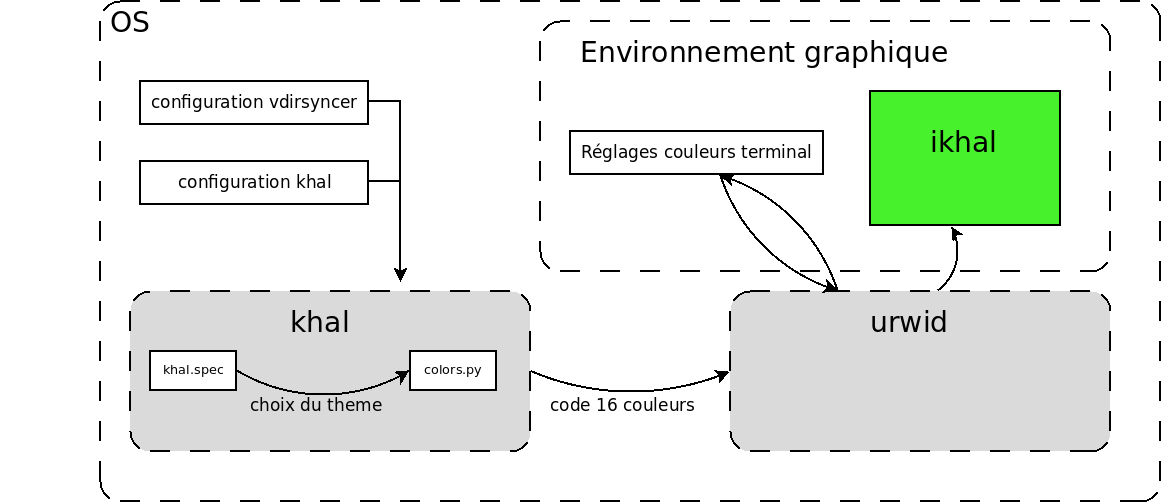 OS
Environnement graphique
configuration vdirsyncer
ikhal
Réglages couleurs terminal
configuration khal
khal
urwid
khal.spec
colors.py
choix du theme
code 16 couleurs